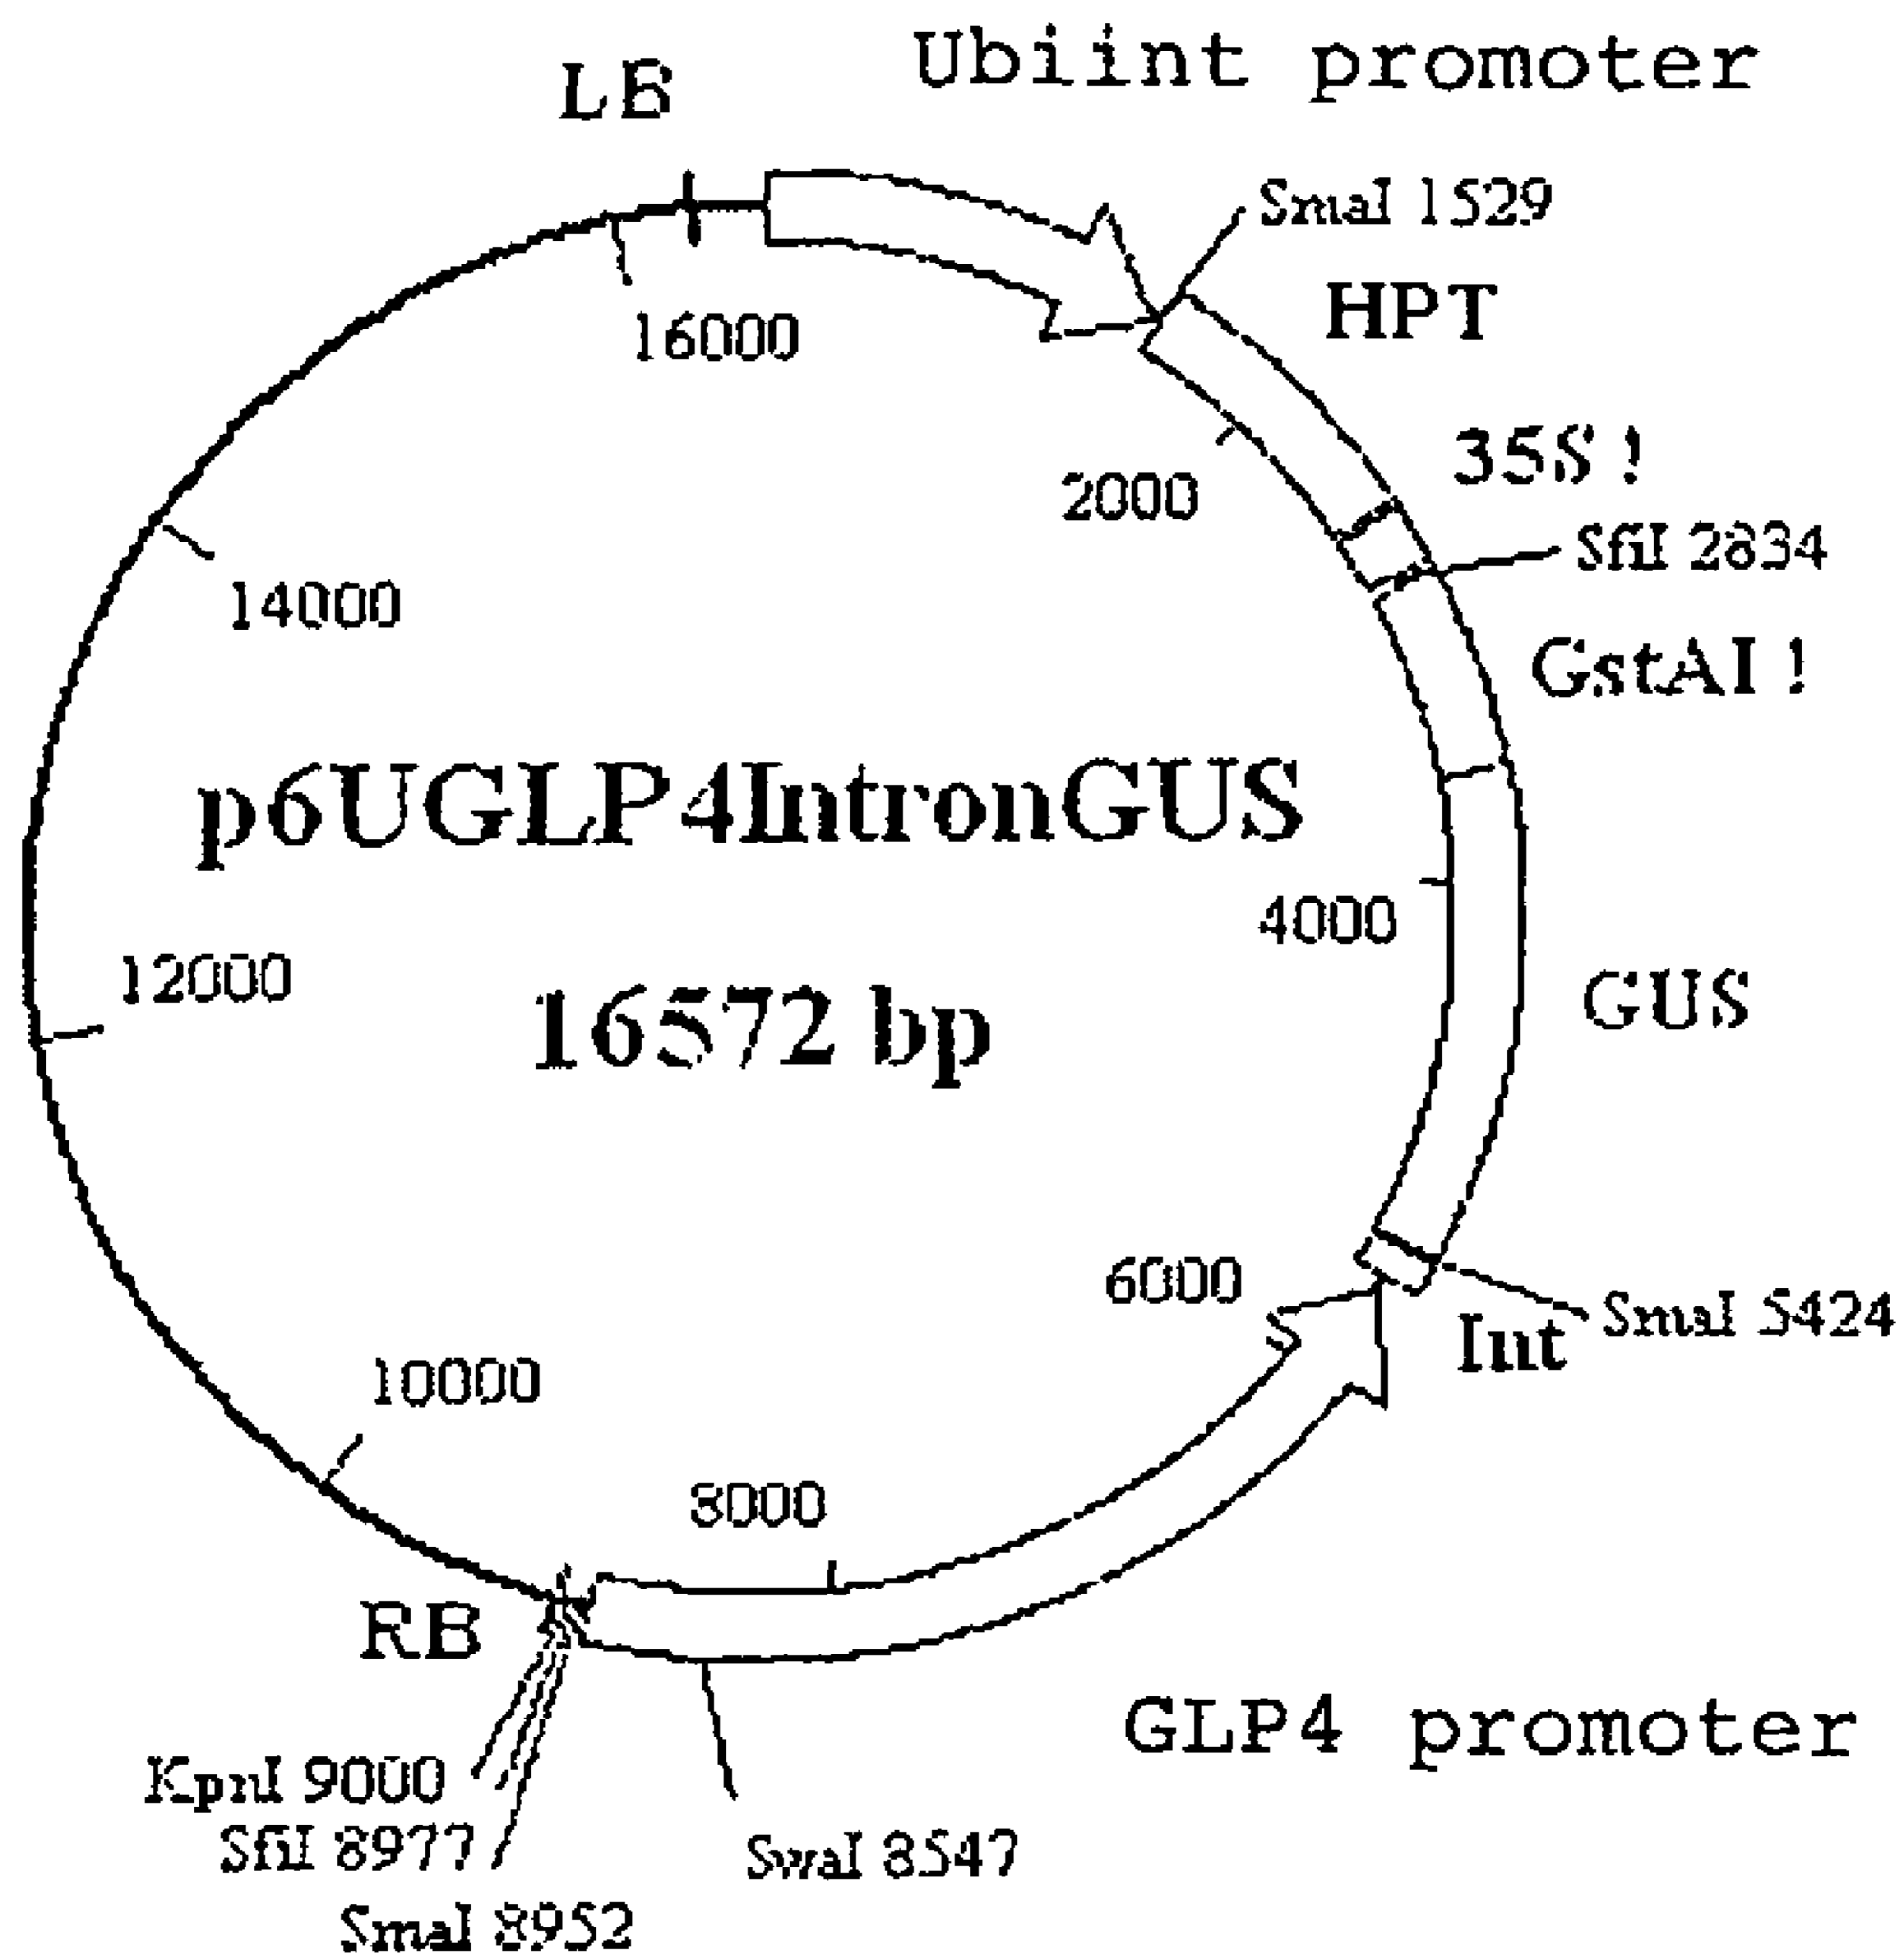 LB
Ubiint promoter
SmaI 1529
HPT
16000
35S !
2000
SfiI 2834
14000
GstAI !
p6UGLP4IntronGUS
4000
12000
GUS
16572 bp
6000
SmaI 5424
Int
10000
8000
RB
GLP4 promoter
KpnI 9000
SfiI 8977
SwaI 8547
SmaI 8952